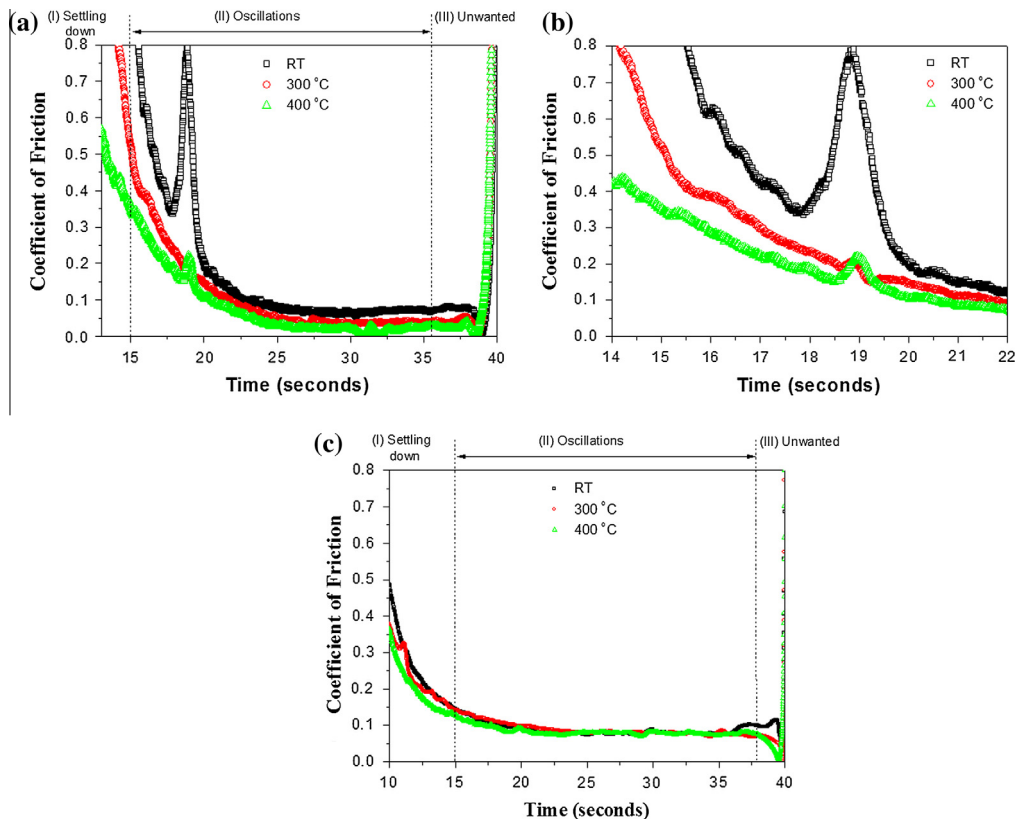 (a)
(I) Settling down
(II) Oscillations
(III) Unwanted
0.8
0.7
0.6
0.5
0.4
0.3
0.2
0.1
0.0
Coefficient of Friction
RT
300 °C
400 °C
15 20 25 30 35 40
Time (seconds)
(b)
0.8
0.7
0.6
0.5
0.4
0.3
0.2
0.1
0.0
Coefficient of Friction
RT
300 °C
400 °C
14 15 16 17 18 19 20 21 22
Time (seconds)
(c)
(I) Settling down
(II) Oscillations
(III) Unwanted
0.8
0.7
0.6
0.5
0.4
0.3
0.2
0.1
0.0
Coefficient of Friction
RT
300 °C
400 °C
10 15 20 25 30 35 40
Time (seconds)